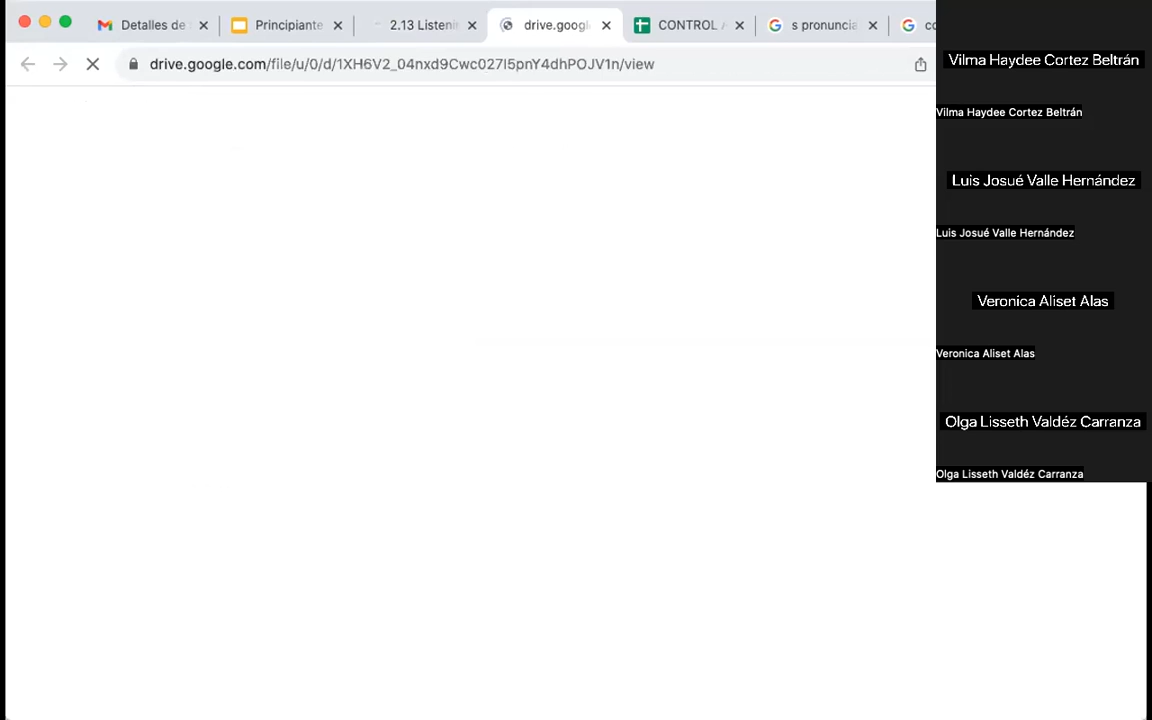 Detalles de
Principiante
2.13 Listenin
drive.googl
CONTROL A
s pronuncia
co
drive.google.com/file/u/0/d/1XH6V2_04nxd9Cwc027I5pnY4dhPOJV1n/view
Vilma Haydee Cortez Beltrán
Vilma Haydee Cortez Beltrán
Luis Josué Valle Hernández
Luis Josué Valle Hernández
Veronica Aliset Alas
Veronica Aliset Alas
Olga Lisseth Valdéz Carranza
Olga Lisseth Valdéz Carranza